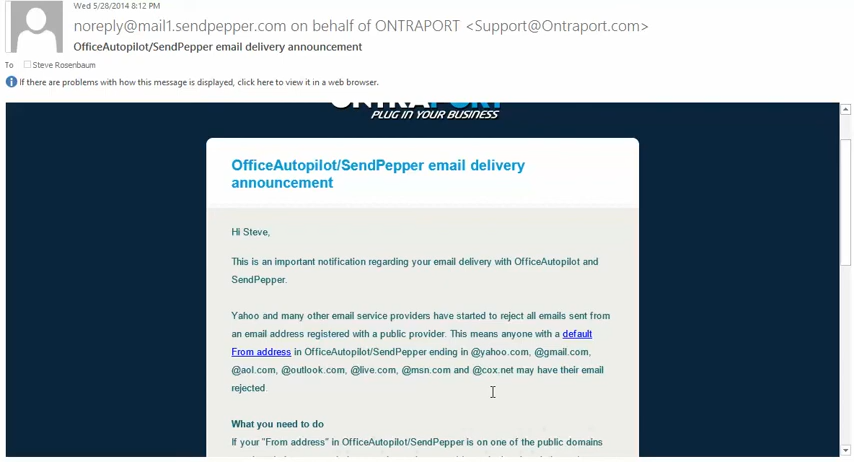 Wed 5/28/2014 8:12 PM
noreply@mail1.sendpepper.com on behalf of ONTRAPORT <Support@Ontraport.com>
OfficeAutopilot/SendPepper email delivery announcement
To Steve Rosenbaum
If there are problems with how this message is displayed, click here to view it in a web browser.
ONTRAPORT
PLUG IN YOUR BUSINESS
OfficeAutopilot/SendPepper email delivery
announcement
Hi Steve,
This is an important notification regarding your email delivery with OfficeAutopilot and
SendPepper.
Yahoo and many other email service providers have started to reject all emails sent from
an email address registered with a public provider. This means anyone with a default
From address in OfficeAutopilot/SendPepper ending in @yahoo.com, @gmail.com,
@aol.com, @outlook.com, @live.com, @msn.com and @cox.net may have their email
rejected.
What you need to do
If your "From address" in OfficeAutopilot/SendPepper is on one of the public domains